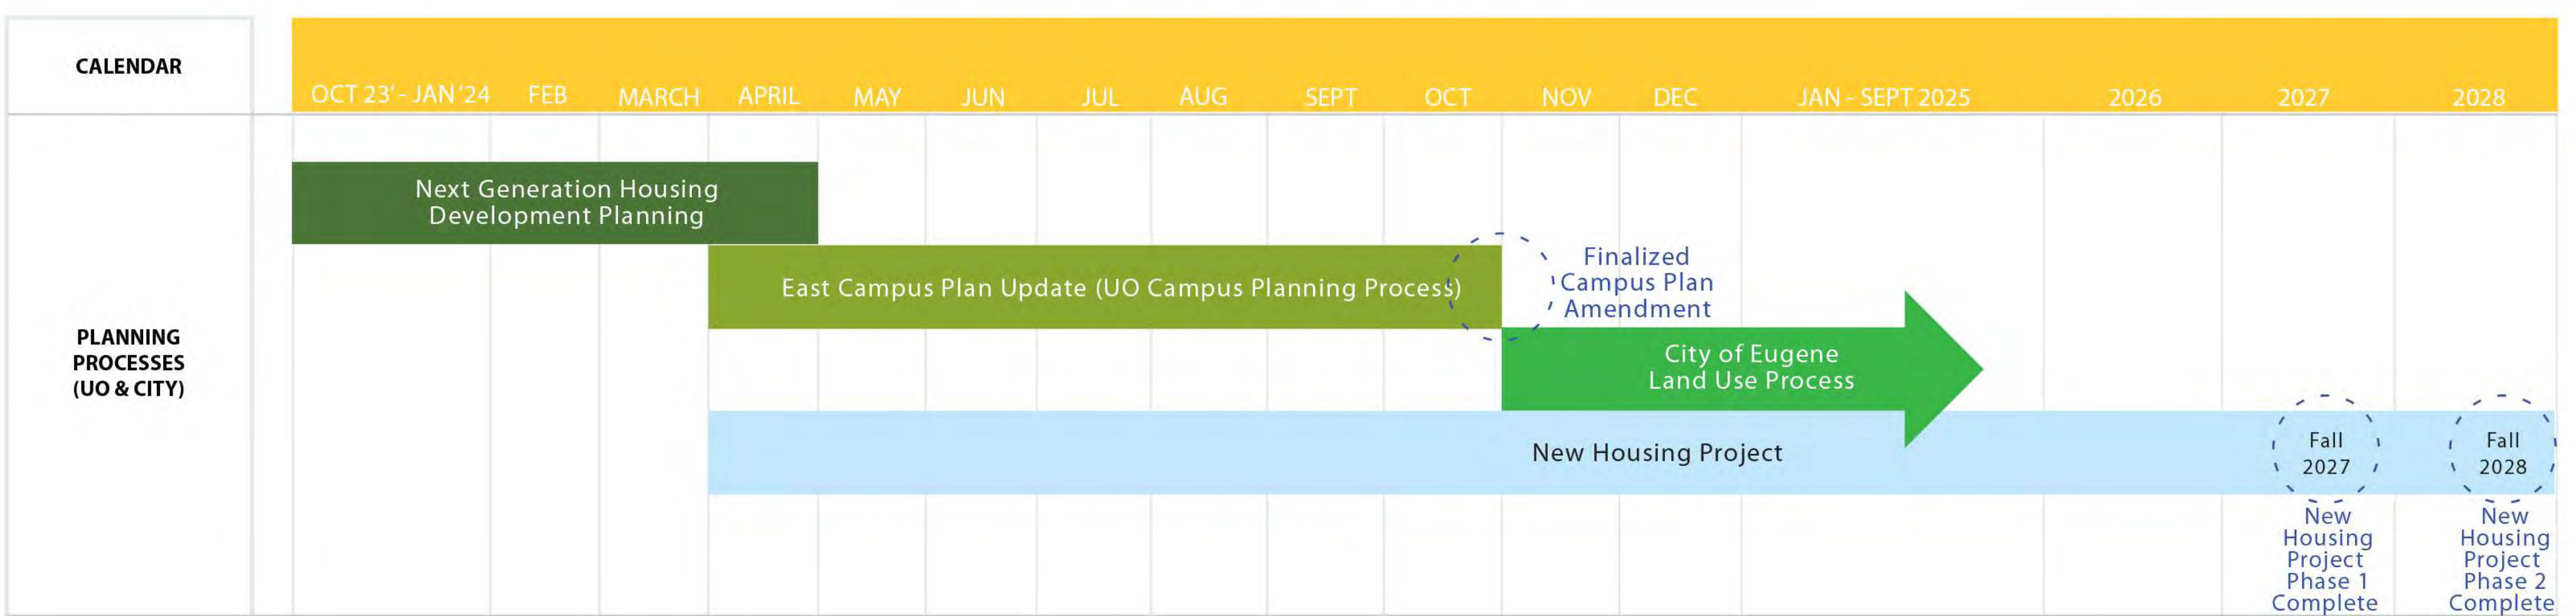 CALENDAR
OCT 23' - JAN '24 FEB MARCH APRIL MAY JUN JUL AUG SEPT OCT NOV DEC JAN - SEPT 2025 2026 2027 2028
PLANNING
PROCESSES
(UO & CITY)
Next Generation Housing
Development Planning
East Campus Plan Update (UO Campus Planning Process)
Finalized
Campus Plan
Amendment
City of Eugene
Land Use Process
New Housing Project
Fall
2027
New
Housing
Project
Phase 1
Complete
Fall
2028
New
Housing
Project
Phase 2
Complete